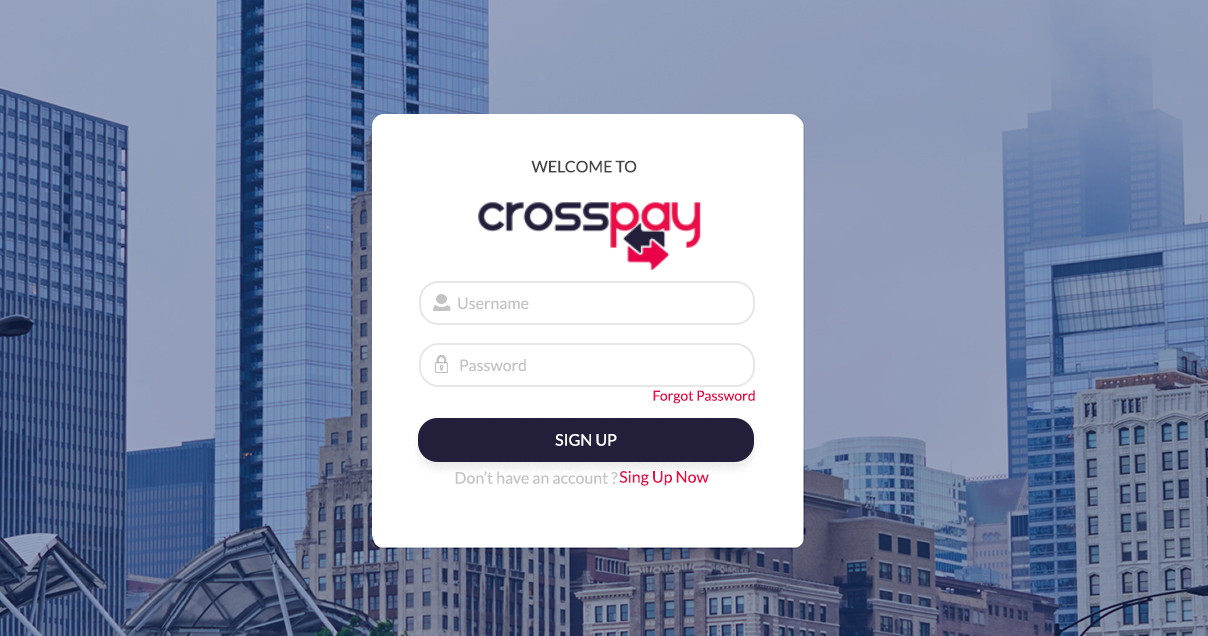 WELCOME TO
crosspay
Username
Password
Forgot Password
SIGN UP
Don't have an account ? Sing Up Now